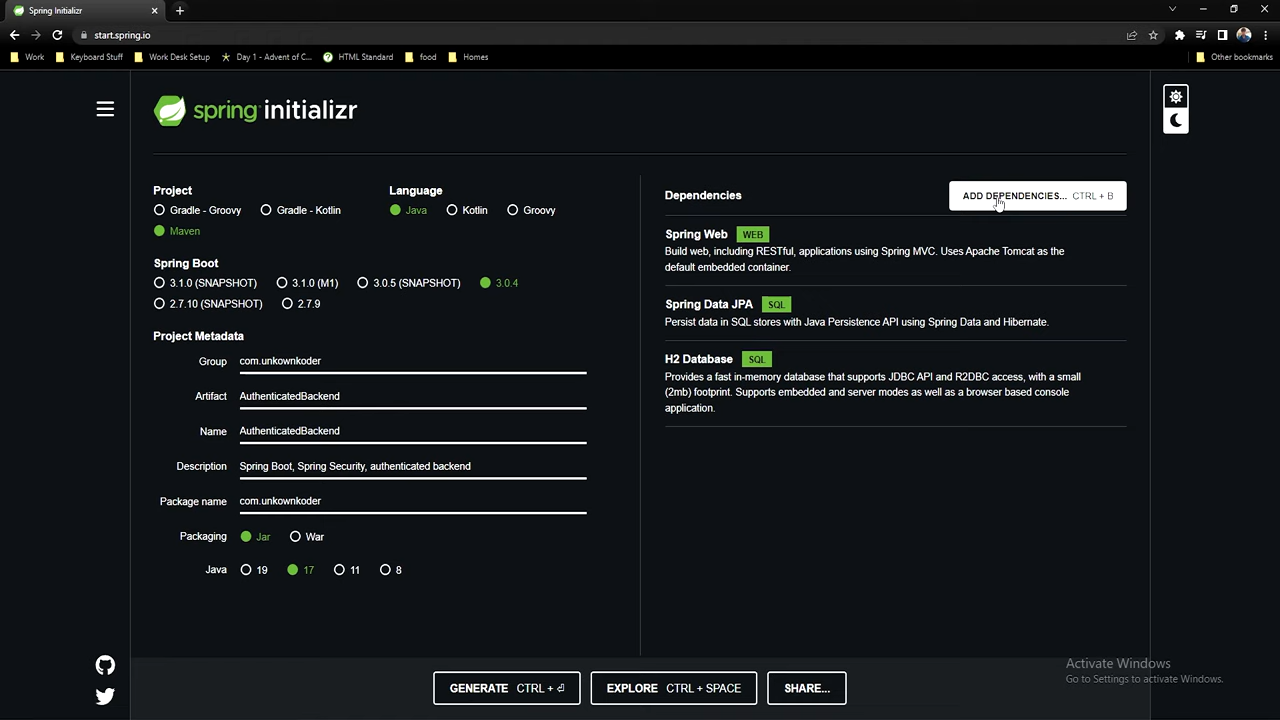 Spring Initializr
start.spring.io
Work
Keyboard Stuff
Work Desk Setup
Day 1 - Advent of C...
HTML Standard
food
Homes
Other bookmarks
spring initializr
Project
Gradle - Groovy
Gradle - Kotlin
Maven
Language
Java
Kotlin
Groovy
Spring Boot
3.1.0 (SNAPSHOT)
3.1.0 (M1)
3.0.5 (SNAPSHOT)
3.0.4
2.7.10 (SNAPSHOT)
2.7.9
Project Metadata
Group com.unkownkoder
Artifact AuthenticatedBackend
Name AuthenticatedBackend
Description Spring Boot, Spring Security, authenticated backend
Package name com.unkownkoder
Packaging Jar War
Java 19 17 11 8
Dependencies
ADD DEPENDENCIES... CTRL + B
Spring Web WEB
Build web, including RESTful, applications using Spring MVC. Uses Apache Tomcat as the
default embedded container.
Spring Data JPA SQL
Persist data in SQL stores with Java Persistence API using Spring Data and Hibernate.
H2 Database SQL
Provides a fast in-memory database that supports JDBC API and R2DBC access, with a small
(2mb) footprint. Supports embedded and server modes as well as a browser based console
application.
GENERATE CTRL + ⏎
EXPLORE CTRL + SPACE
SHARE...
Activate Windows
Go to Settings to activate Windows.